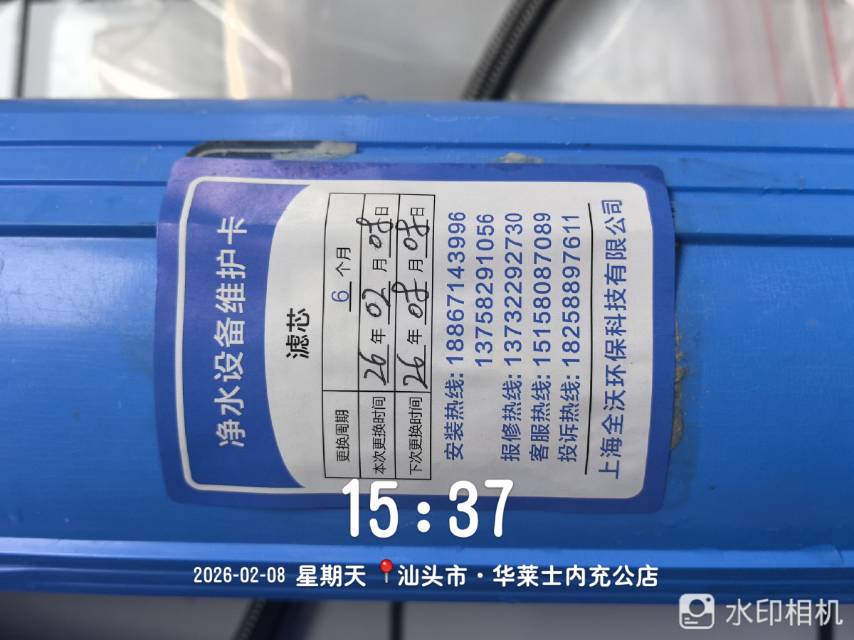 净水设备维护卡
滤芯
更换周期 6 个月
本次更换时间 26 年 02 月 08 日
下次更换时间 26 年 08 月 08 日
安装热线: 18867143996
13758291056
报修热线: 13732292730
客服热线: 15158087089
投诉热线: 18258897611
上海全沃环保科技有限公司
15:37
2026-02-08 星期天 汕头市·华莱士内充公店
水印相机